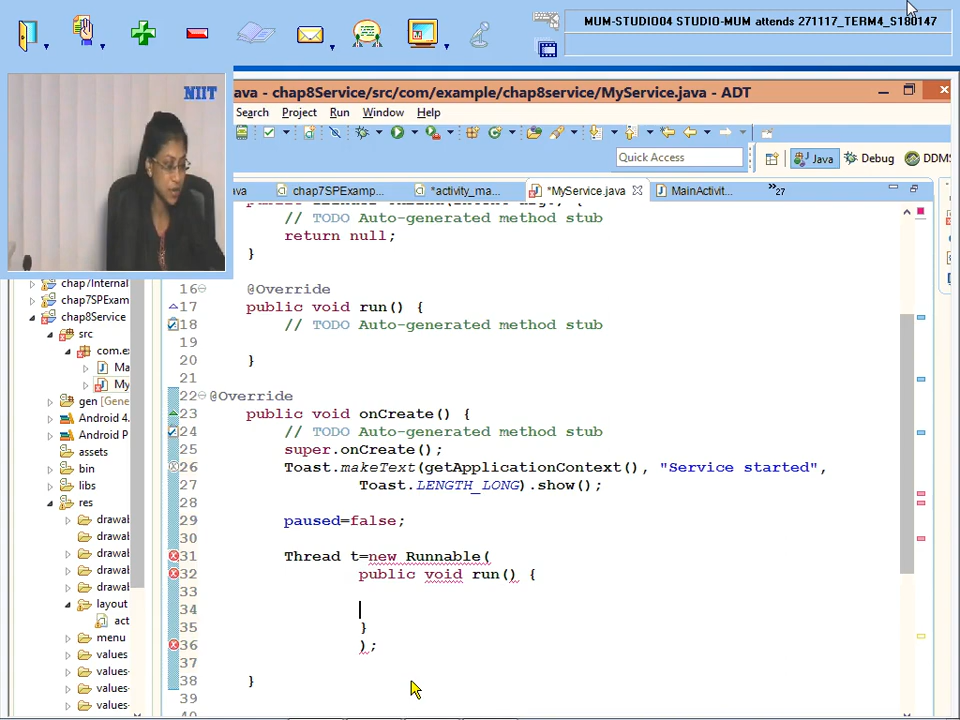 MUM-STUDIO04 STUDIO-MUM attends 271117_TERM4_S180147
NIIT
ava - chap8Service/src/com/example/chap8service/MyService.java - ADT
Search Project Run Window Help
Quick Access
Java
Debug
DDM
ava
chap7SPExamp...
*activity_ma...
*MyService.java
MainActivit...
»27
// TODO Auto-generated method stub
return null;
}
16 @Override
17 public void run() {
18 // TODO Auto-generated method stub
19
20 }
21
22 @Override
23 public void onCreate() {
24 // TODO Auto-generated method stub
25 super.onCreate();
26 Toast.makeText(getApplicationContext(), "Service started",
27 Toast.LENGTH_LONG).show();
28
29 paused=false;
30
31 Thread t=new Runnable(
32 public void run() {
33
34
35 }
36 );
37
38 }
39
chap7Internal
chap7SPExam
chap8Service
src
com.ex
Ma
My
gen [Gene
Android 4.
Android P
assets
bin
libs
res
drawab
drawab
drawab
drawab
drawab
layout
act
menu
values
values-
values-
values-